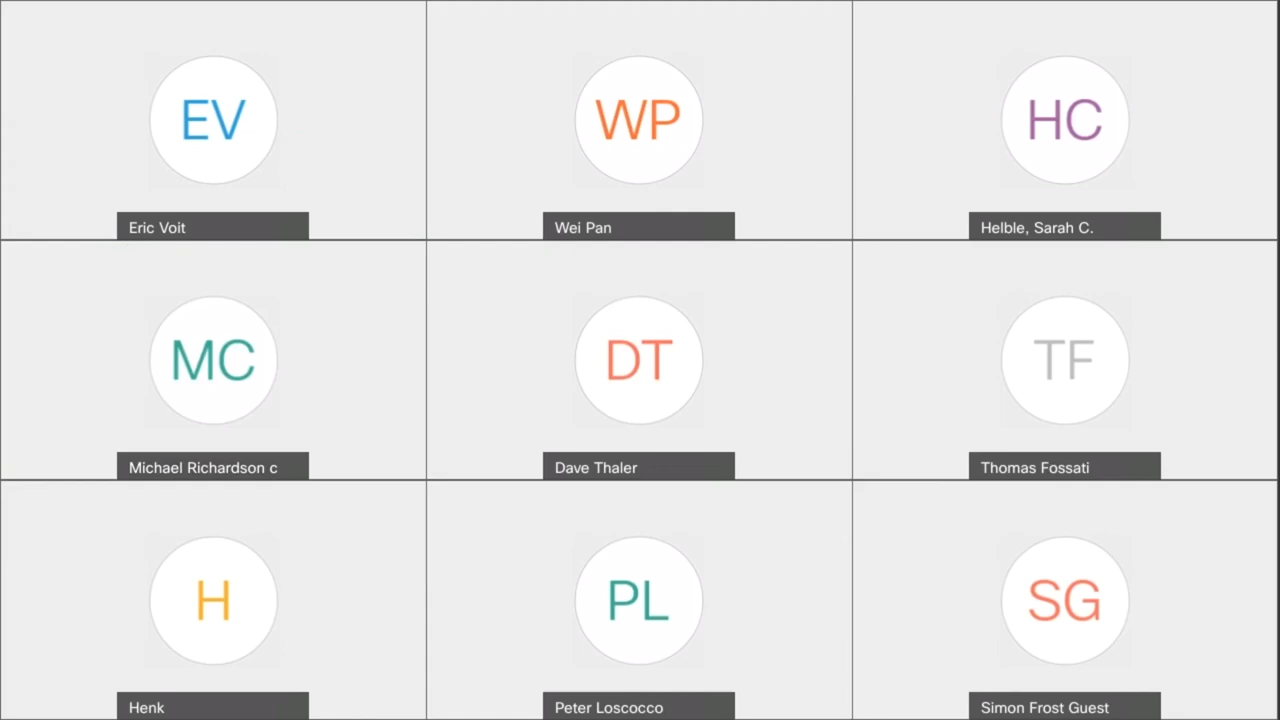 EV
WP
HC
Eric Voit
Wei Pan
Helble, Sarah C.
MC
DT
TF
Michael Richardson c
Dave Thaler
Thomas Fossati
H
PL
SG
Henk
Peter Loscocco
Simon Frost Guest